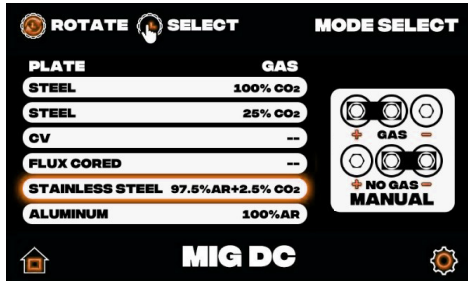 ROTATE SELECT MODE SELECT
PLATE GAS
STEEL 100% CO2
STEEL 25% CO2
CV --
FLUX CORED --
STAINLESS STEEL 97.5%AR+2.5% CO2
ALUMINUM 100%AR
+ GAS -
+ NO GAS -
MANUAL
MIG DC